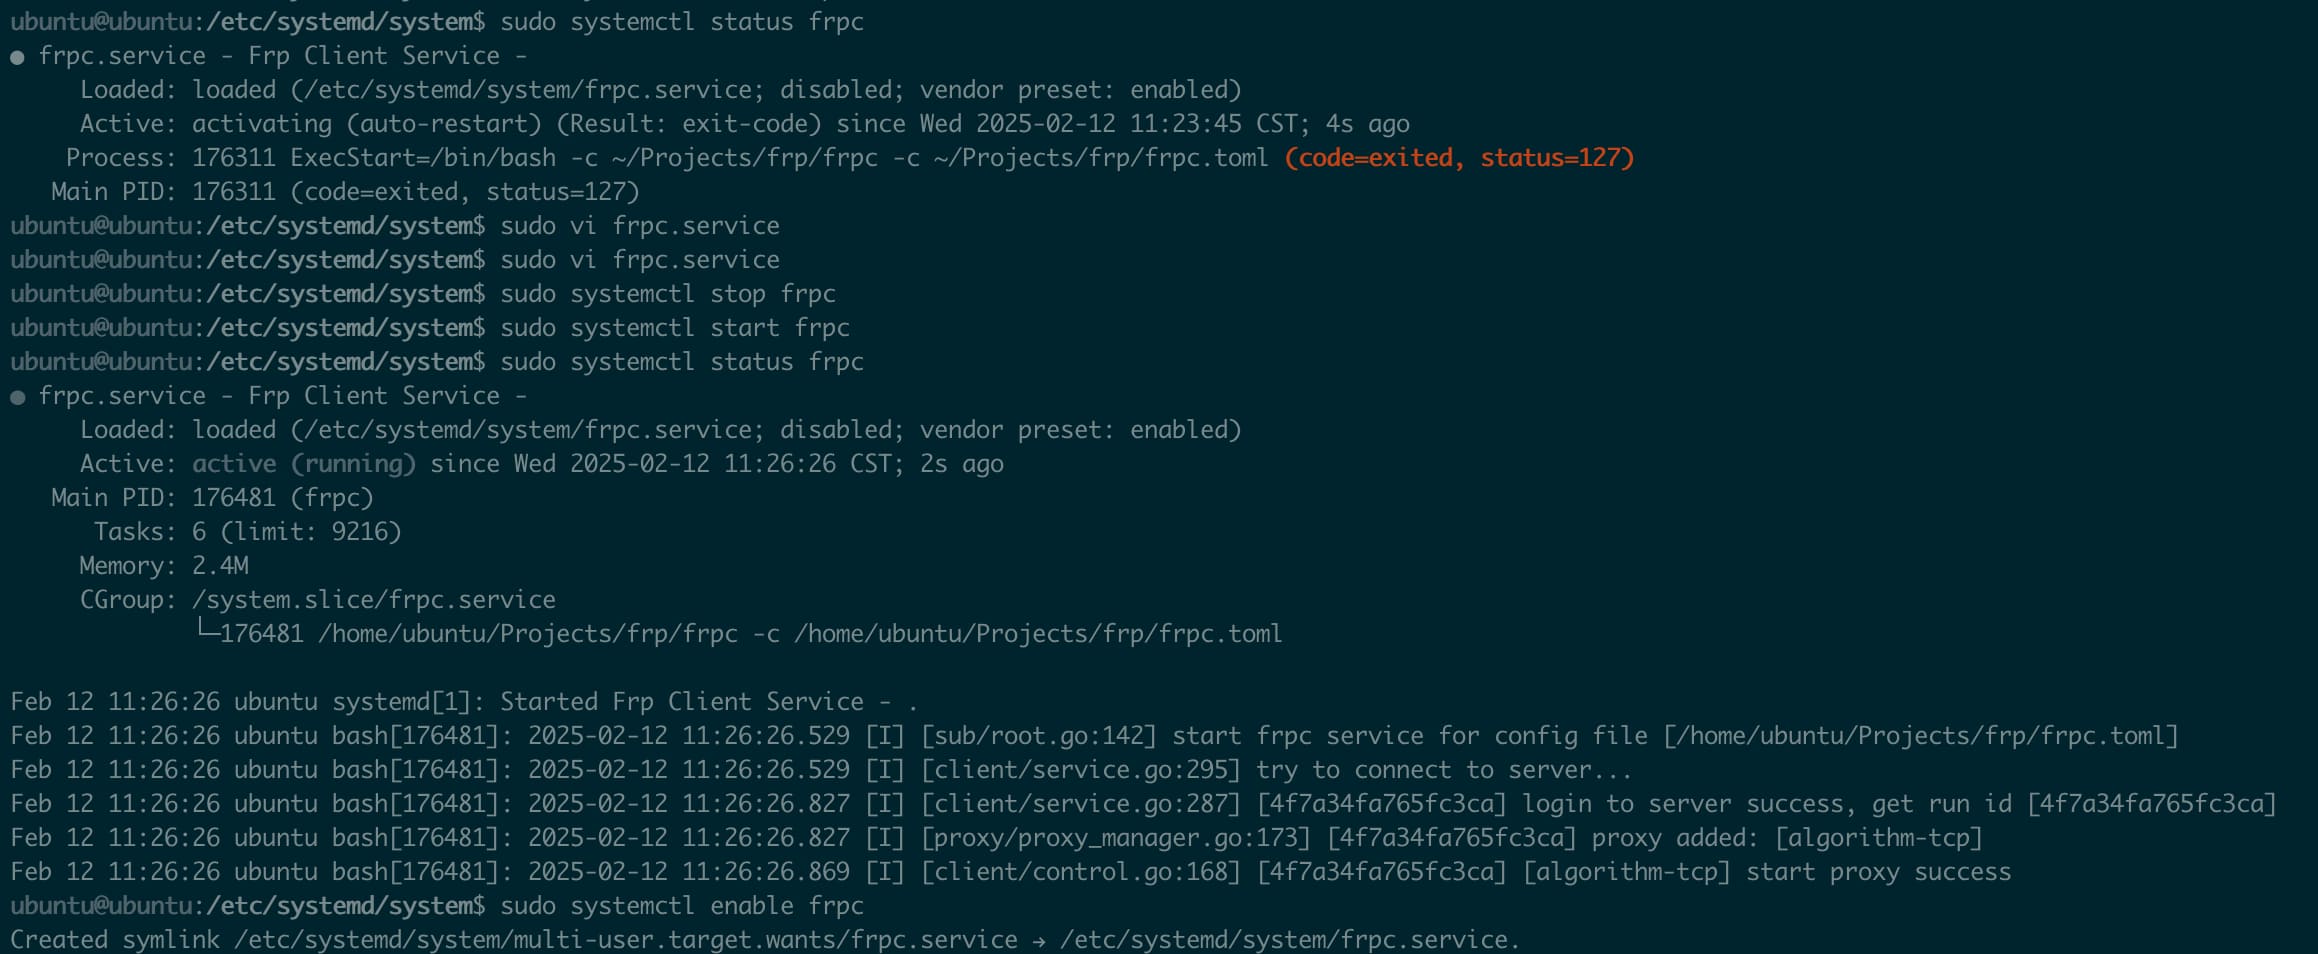 ubuntu@ubuntu:/etc/systemd/system$ sudo systemctl status frpc
● frpc.service - Frp Client Service -
     Loaded: loaded (/etc/systemd/system/frpc.service; disabled; vendor preset: enabled)
     Active: activating (auto-restart) (Result: exit-code) since Wed 2025-02-12 11:23:45 CST; 4s ago
    Process: 176311 ExecStart=/bin/bash -c ~/Projects/frp/frpc -c ~/Projects/frp/frpc.toml (code=exited, status=127)
   Main PID: 176311 (code=exited, status=127)
ubuntu@ubuntu:/etc/systemd/system$ sudo vi frpc.service
ubuntu@ubuntu:/etc/systemd/system$ sudo vi frpc.service
ubuntu@ubuntu:/etc/systemd/system$ sudo systemctl stop frpc
ubuntu@ubuntu:/etc/systemd/system$ sudo systemctl start frpc
ubuntu@ubuntu:/etc/systemd/system$ sudo systemctl status frpc
● frpc.service - Frp Client Service -
     Loaded: loaded (/etc/systemd/system/frpc.service; disabled; vendor preset: enabled)
     Active: active (running) since Wed 2025-02-12 11:26:26 CST; 2s ago
   Main PID: 176481 (frpc)
      Tasks: 6 (limit: 9216)
     Memory: 2.4M
     CGroup: /system.slice/frpc.service
             └─176481 /home/ubuntu/Projects/frp/frpc -c /home/ubuntu/Projects/frp/frpc.toml
Feb 12 11:26:26 ubuntu systemd[1]: Started Frp Client Service - .
Feb 12 11:26:26 ubuntu bash[176481]: 2025-02-12 11:26:26.529 [I] [sub/root.go:142] start frpc service for config file [/home/ubuntu/Projects/frp/frpc.toml]
Feb 12 11:26:26 ubuntu bash[176481]: 2025-02-12 11:26:26.529 [I] [client/service.go:295] try to connect to server...
Feb 12 11:26:26 ubuntu bash[176481]: 2025-02-12 11:26:26.827 [I] [client/service.go:287] [4f7a34fa765fc3ca] login to server success, get run id [4f7a34fa765fc3ca]
Feb 12 11:26:26 ubuntu bash[176481]: 2025-02-12 11:26:26.827 [I] [proxy/proxy_manager.go:173] [4f7a34fa765fc3ca] proxy added: [algorithm-tcp]
Feb 12 11:26:26 ubuntu bash[176481]: 2025-02-12 11:26:26.869 [I] [client/control.go:168] [4f7a34fa765fc3ca] [algorithm-tcp] start proxy success
ubuntu@ubuntu:/etc/systemd/system$ sudo systemctl enable frpc
Created symlink /etc/systemd/system/multi-user.target.wants/frpc.service → /etc/systemd/system/frpc.service.